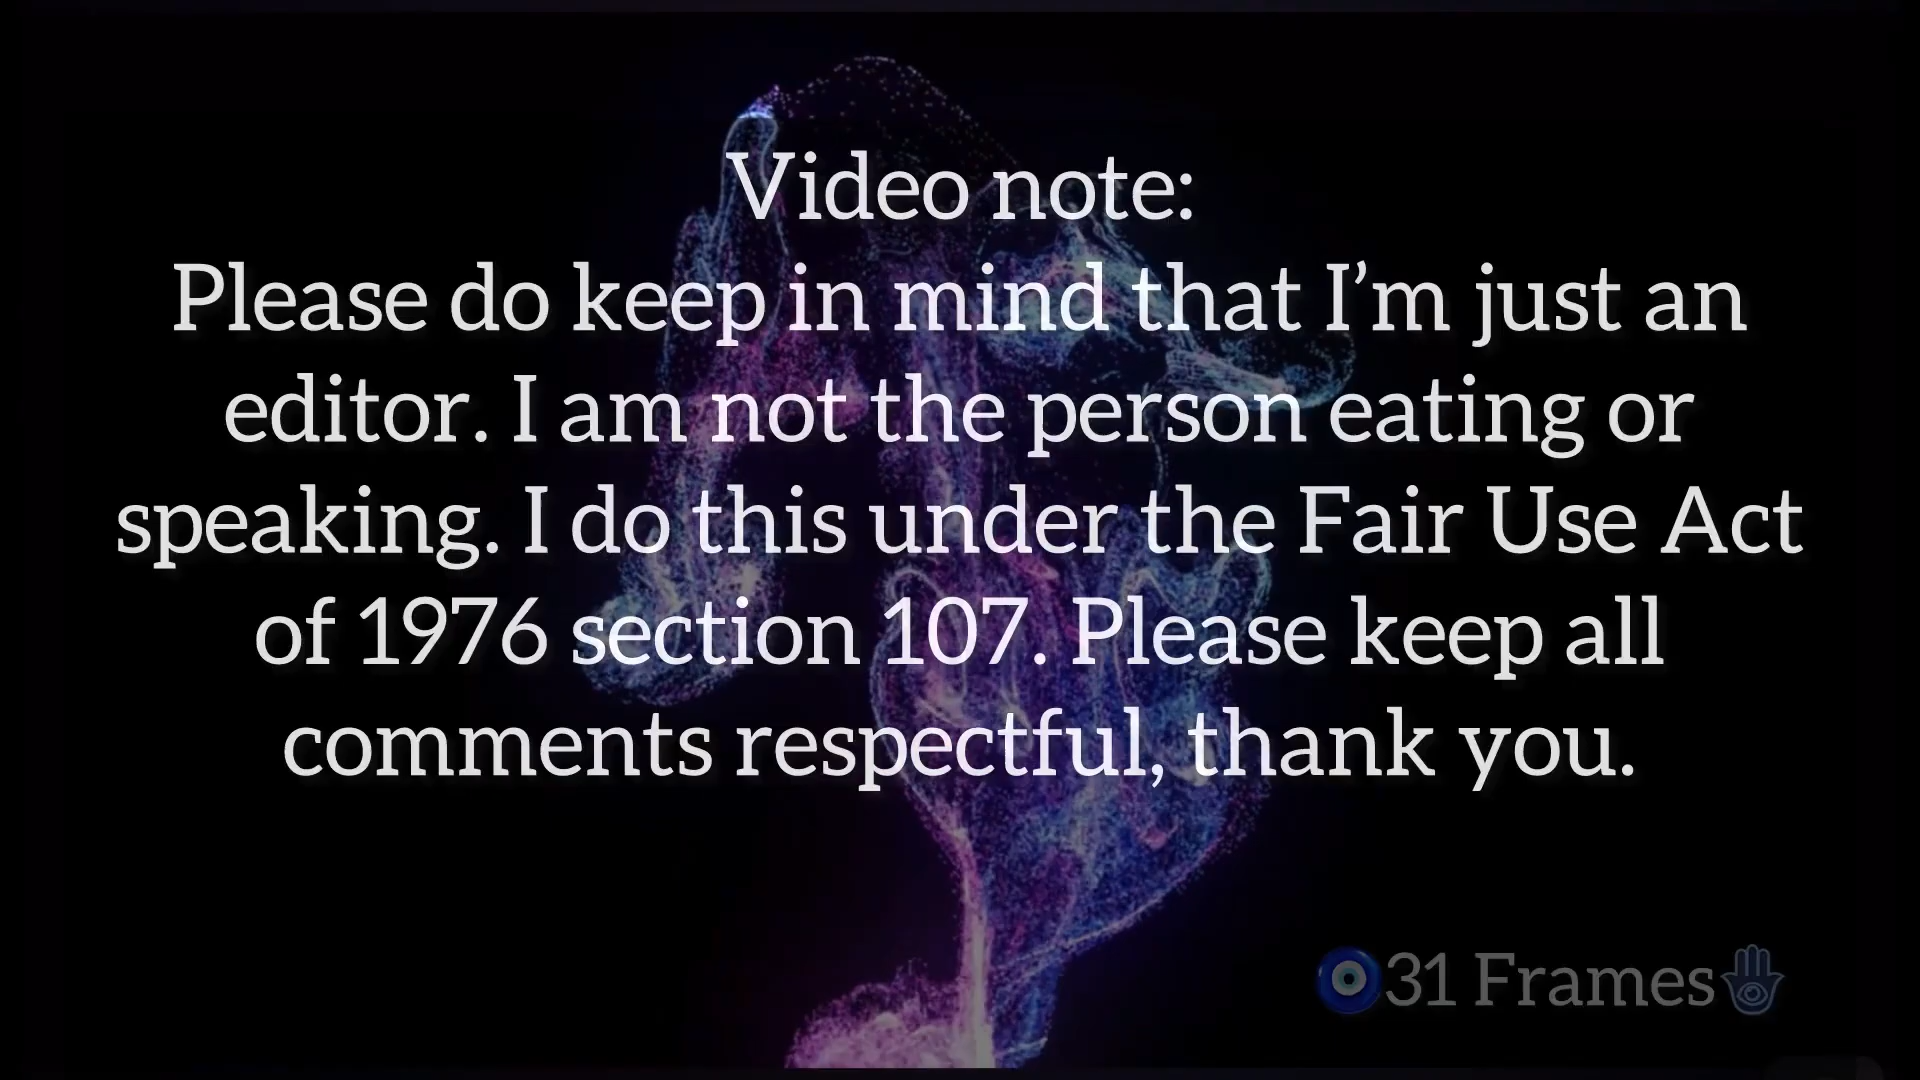 Video note:
Please do keep in mind that I’m just an
editor. I am not the person eating or
speaking. I do this under the Fair Use Act
of 1976 section 107. Please keep all
comments respectful, thank you.
🧿31 Frames🪬